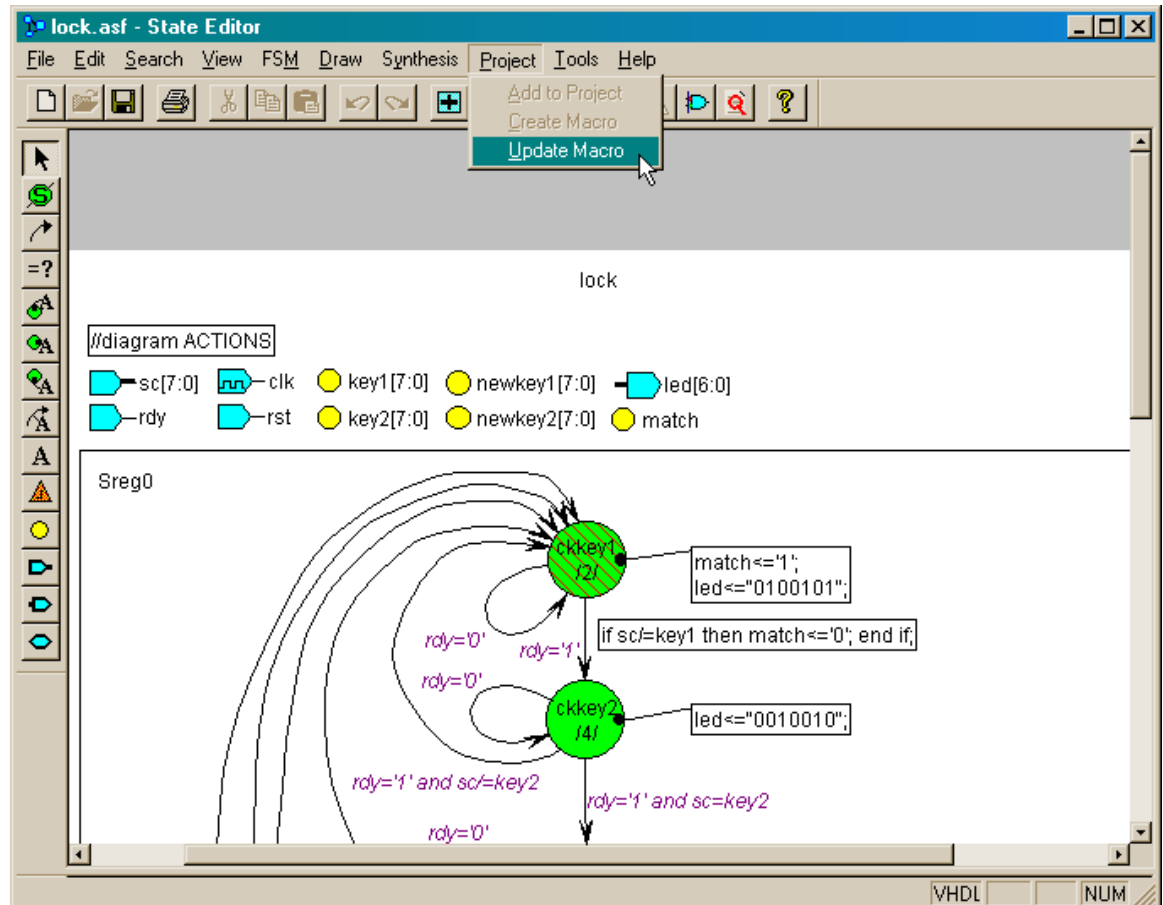 lock.asf - State Editor
File Edit Search View FSM Draw Synthesis Project Tools Help
Add to Project
Create Macro
Update Macro
S
=?
A
A
A
A
A
?
lock
//diagram ACTIONS
sc[7:0] clk key1[7:0] newkey1[7:0] led[6:0]
rdy rst key2[7:0] newkey2[7:0] match
Sreg0
ckkey1
/2/
match<='1';
led<="0100101";
if sc/=key1 then match<='0'; end if;
rdy='0'
rdy='1'
rdy='0'
ckkey2
/4/
led<="0010010";
rdy='1' and sc/=key2
rdy='1' and sc=key2
rdy='0'
VHDL NUM